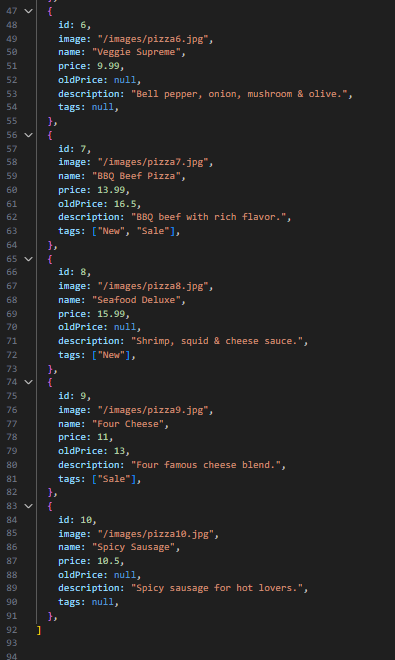 47 {
48 id: 6,
49 image: "/images/pizza6.jpg",
50 name: "Veggie Supreme",
51 price: 9.99,
52 oldPrice: null,
53 description: "Bell pepper, onion, mushroom & olive.",
54 tags: null,
55 },
56 {
57 id: 7,
58 image: "/images/pizza7.jpg",
59 name: "BBQ Beef Pizza",
60 price: 13.99,
61 oldPrice: 16.5,
62 description: "BBQ beef with rich flavor.",
63 tags: ["New", "Sale"],
64 },
65 {
66 id: 8,
67 image: "/images/pizza8.jpg",
68 name: "Seafood Deluxe",
69 price: 15.99,
70 oldPrice: null,
71 description: "Shrimp, squid & cheese sauce.",
72 tags: ["New"],
73 },
74 {
75 id: 9,
76 image: "/images/pizza9.jpg",
77 name: "Four Cheese",
78 price: 11,
79 oldPrice: 13,
80 description: "Four famous cheese blend.",
81 tags: ["Sale"],
82 },
83 {
84 id: 10,
85 image: "/images/pizza10.jpg",
86 name: "Spicy Sausage",
87 price: 10.5,
88 oldPrice: null,
89 description: "Spicy sausage for hot lovers.",
90 tags: null,
91 },
92 ]
93
94